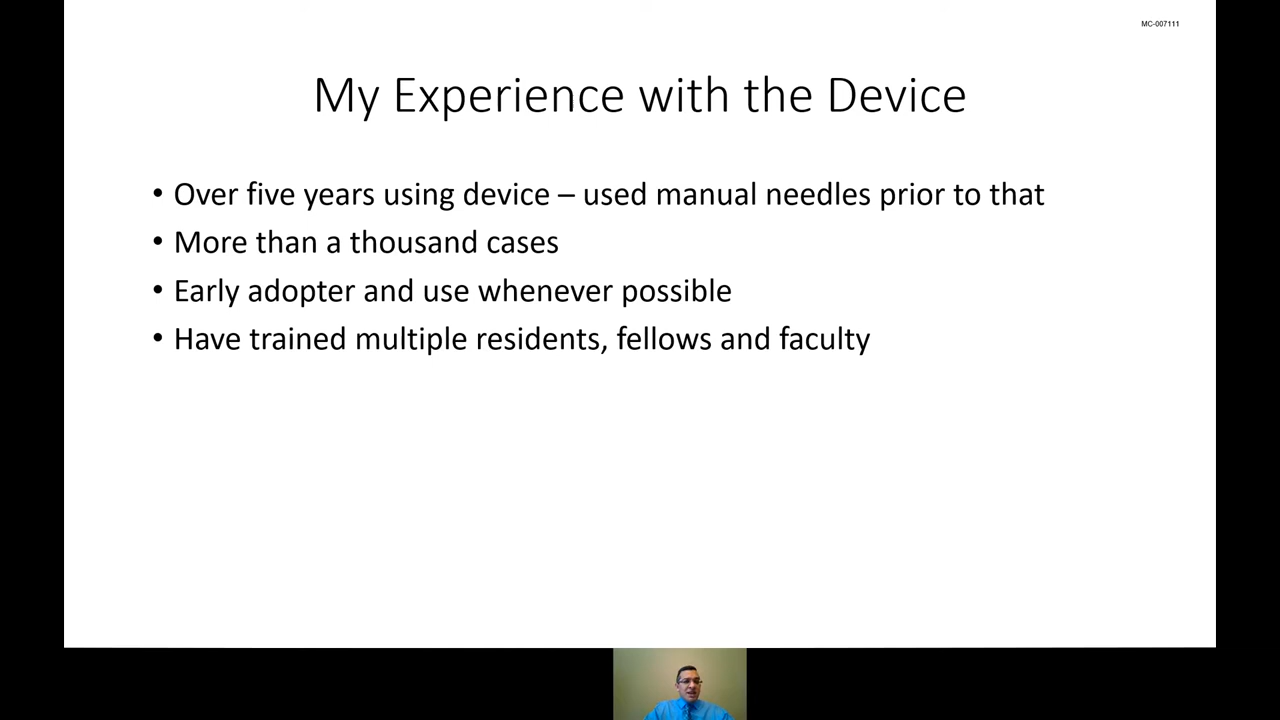 MC-007111
My Experience with the Device
• Over five years using device – used manual needles prior to that
• More than a thousand cases
• Early adopter and use whenever possible
• Have trained multiple residents, fellows and faculty